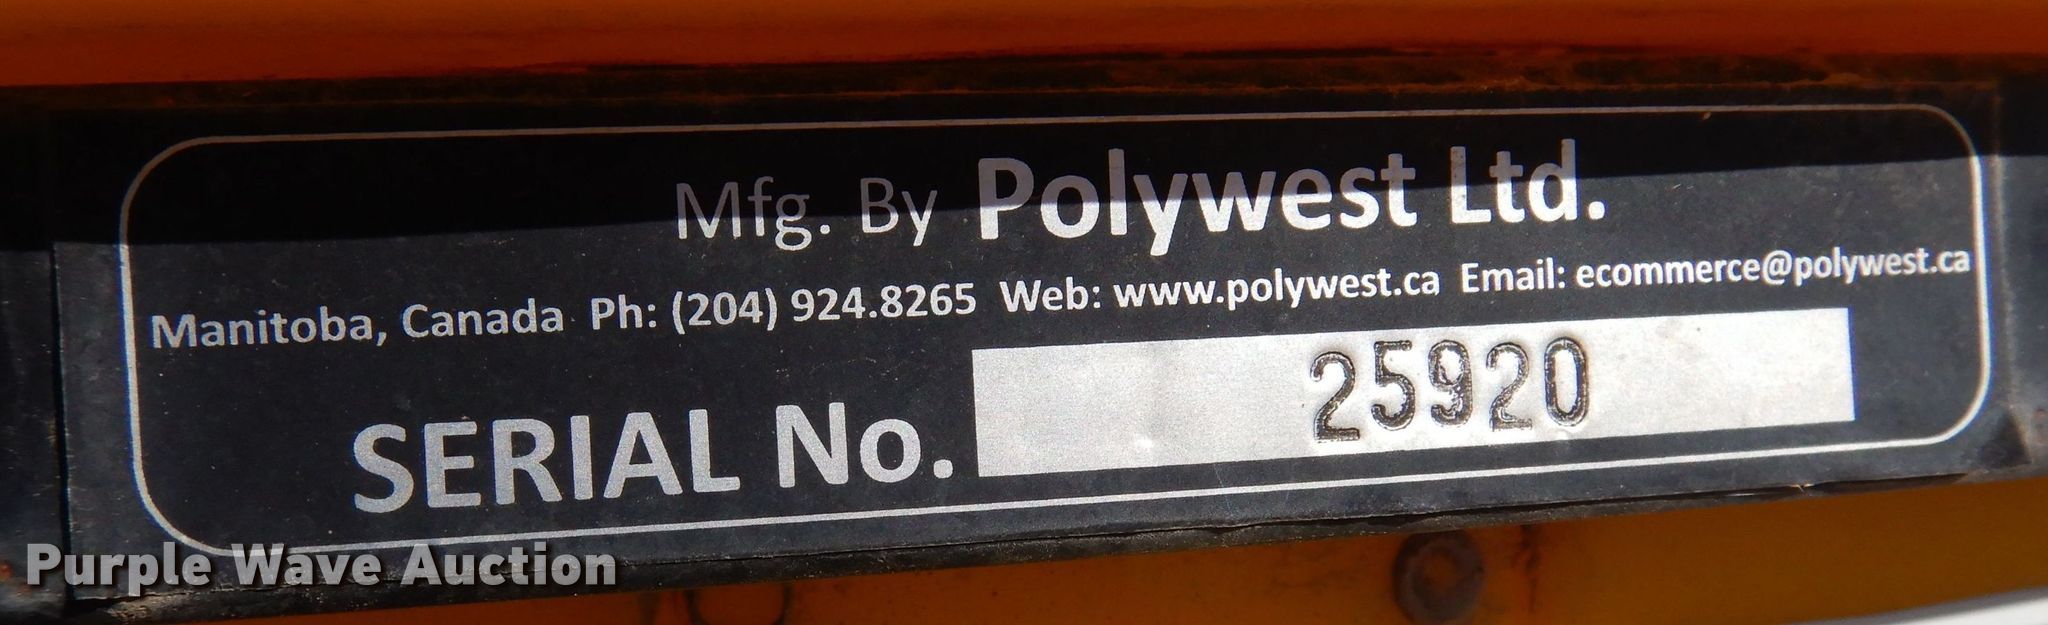 Mfg. By Polywest Ltd.
Manitoba, Canada Ph: (204) 924.8265 Web: www.polywest.ca Email: ecommerce@polywest.ca
SERIAL No. 25920
Purple Wave Auction